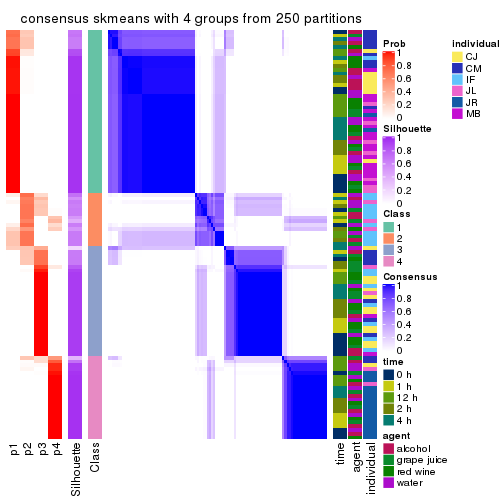 consensus skmeans with 4 groups from 250 partitions
Prob
1
0.8
0.6
0.4
0.2
0
Silhouette
1
0.8
0.6
0.4
0.2
0
Class
1
2
3
4
Consensus
1
0.8
0.6
0.4
0.2
0
time
0 h
1 h
12 h
2 h
4 h
agent
alcohol
grape juice
red wine
water
individual
CJ
CM
IF
JL
JR
MB
p1
p2
p3
p4
Silhouette
Class
time
agent
individual